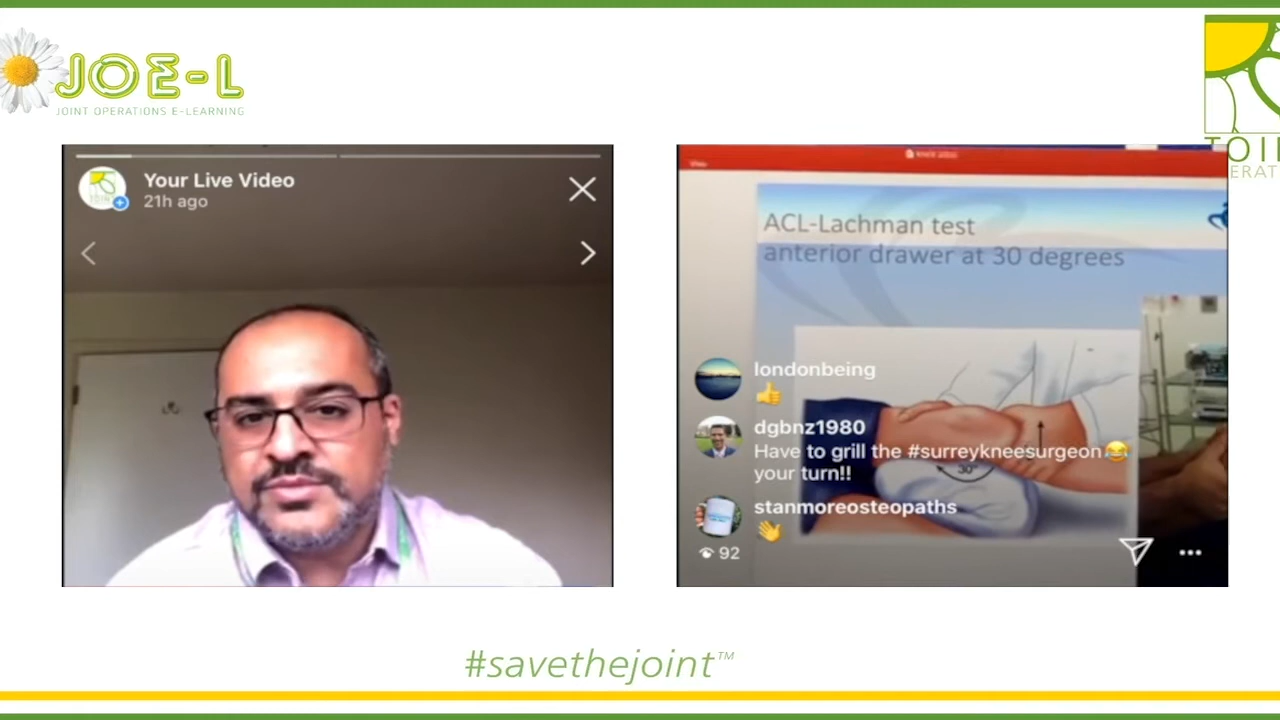 JOE-L
JOINT OPERATIONS E-LEARNING
Your Live Video
21h ago
ACL-Lachman test
anterior drawer at 30 degrees
londonbeing
👍
dgbnz1980
Have to grill the #surreykneesurgeon😂
your turn!!
30°
stanmoreosteopaths
👋
92
#savethejoint™